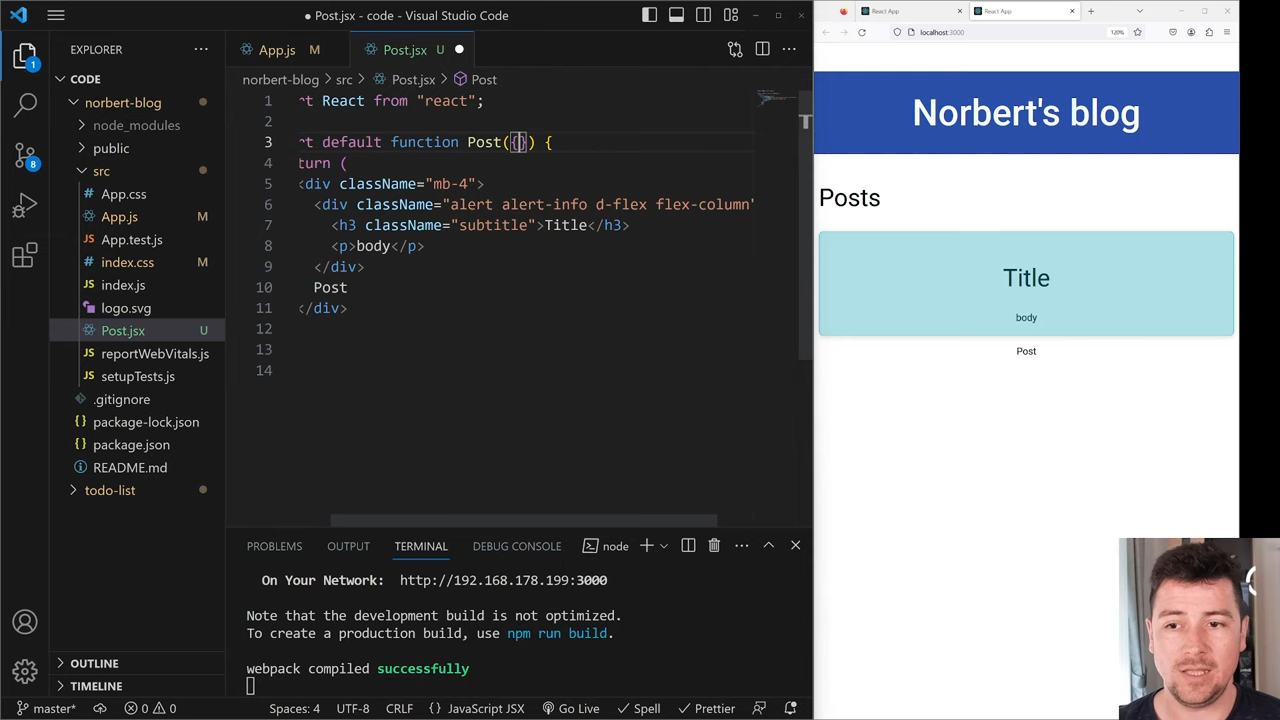 ● Post.jsx - code - Visual Studio Code
EXPLORER
CODE
norbert-blog
node_modules
public
src
App.css
App.js M
App.test.js
index.css M
index.js
logo.svg
Post.jsx U
reportWebVitals.js
setupTests.js
.gitignore
package-lock.json
package.json
README.md
todo-list
OUTLINE
TIMELINE
1
8
App.js M
Post.jsx U
norbert-blog > src > Post.jsx > Post
1 rt React from "react";
2
3 rt default function Post({}) {
4 turn (
5 <div className="mb-4">
6 <div className="alert alert-info d-flex flex-column"
7 <h3 className="subtitle">Title</h3>
8 <p>body</p>
9 </div>
10 Post
11 </div>
12
13
14
PROBLEMS OUTPUT TERMINAL DEBUG CONSOLE node
On Your Network: http://192.168.178.199:3000
Note that the development build is not optimized.
To create a production build, use npm run build.
webpack compiled successfully
master* 0 0 Spaces: 4 UTF-8 CRLF {} JavaScript JSX Go Live Spell Prettier
React App
React App
localhost:3000
120%
Norbert's blog
Posts
Title
body
Post